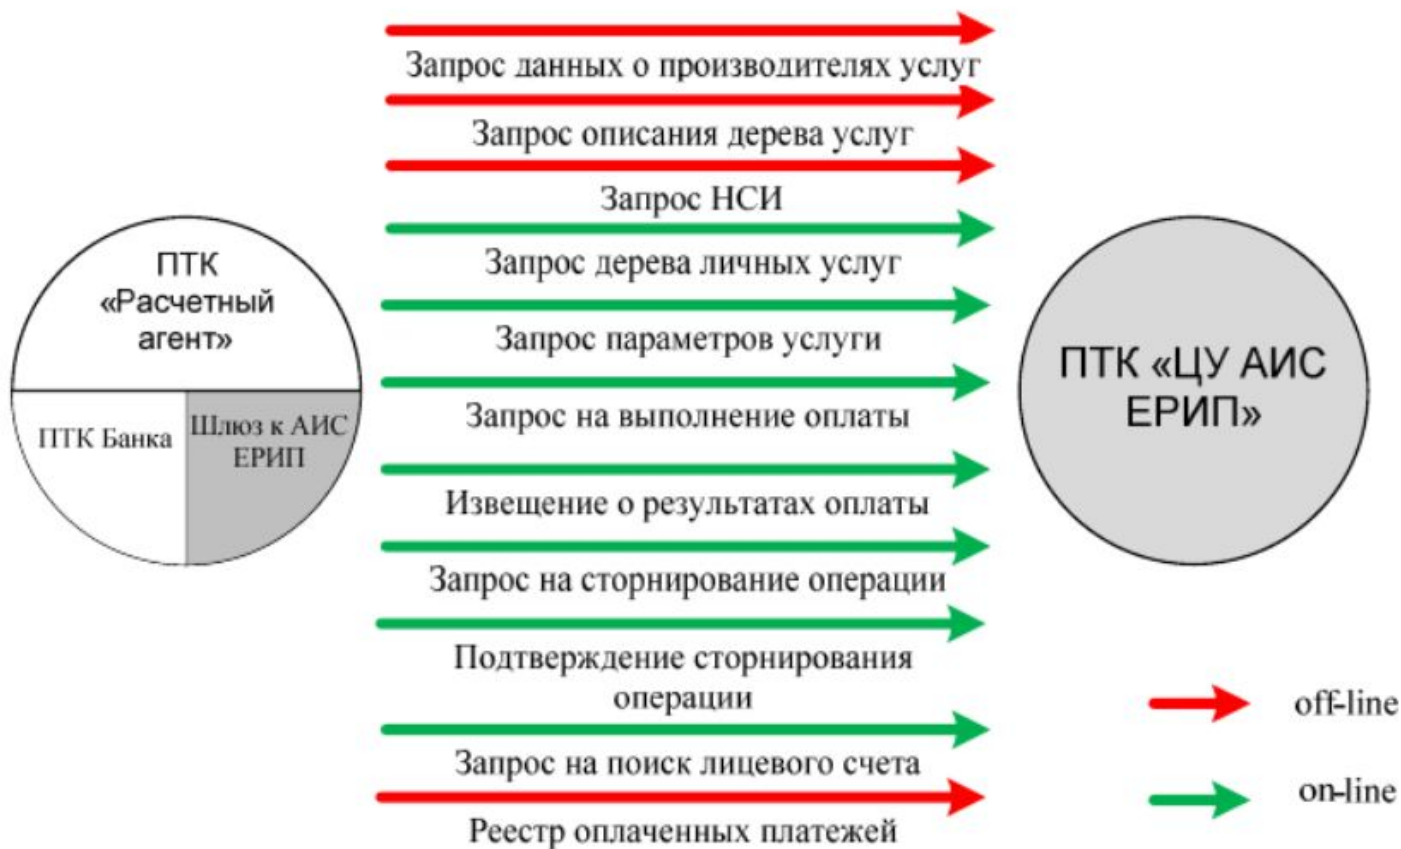 Запрос данных о производителях услуг
Запрос описания дерева услуг
Запрос НСИ
Запрос дерева личных услуг
Запрос параметров услуги
Запрос на выполнение оплаты
Извещение о результатах оплаты
Запрос на сторнирование операции
Подтверждение сторнирования
операции
Запрос на поиск лицевого счета
Реестр оплаченных платежей
ПТК
«Расчетный
агент»
ПТК Банка
Шлюз к АИС
ЕРИП
ПТК «ЦУ АИС
ЕРИП»
off-line
on-line